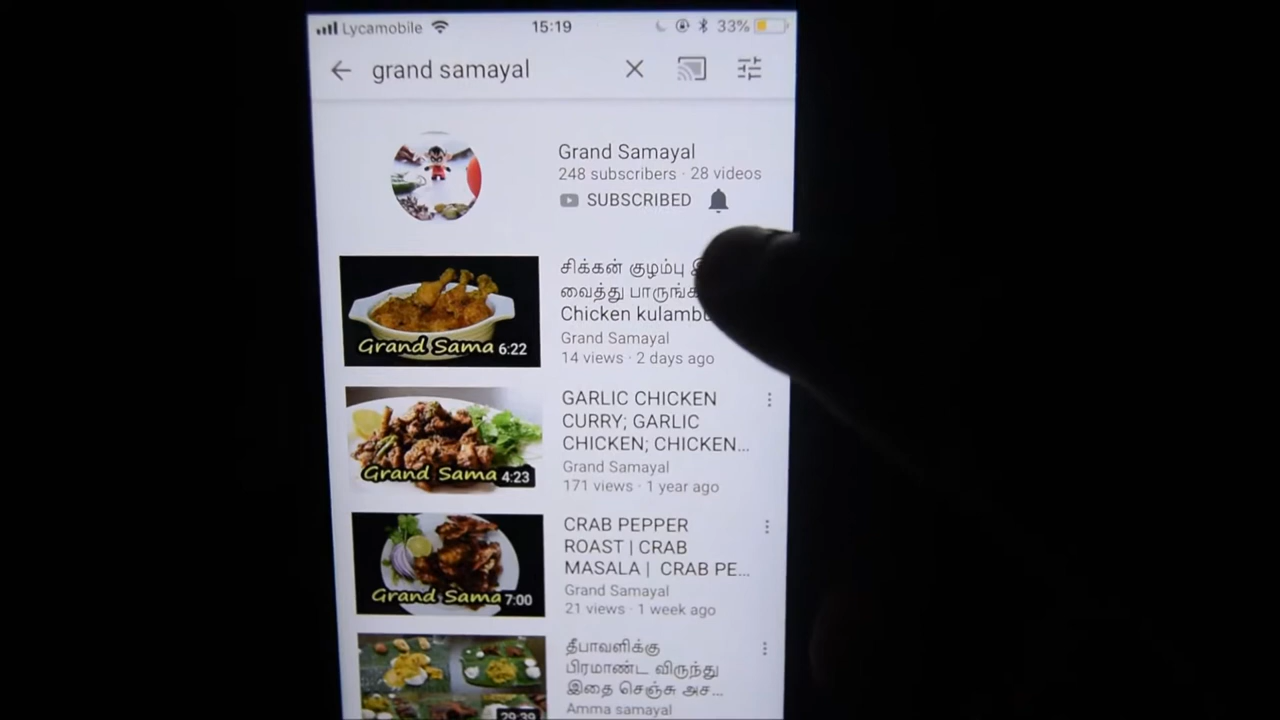 Lycamobile 15:19 33%
grand samayal
Grand Samayal
248 subscribers · 28 videos
SUBSCRIBED
சிக்கன் குழம்பு
வைத்து
Chicken kulambu
Grand Samayal
14 views · 2 days ago
Grand Sama 6:22
GARLIC CHICKEN
CURRY; GARLIC
CHICKEN; CHICKEN...
Grand Samayal
171 views · 1 year ago
Grand Sama 4:23
CRAB PEPPER
ROAST | CRAB
MASALA | CRAB PE...
Grand Samayal
21 views · 1 week ago
Grand Sama 7:00
தீபாவளிக்கு
பிரமாண்ட விருந்து
இதை செஞ்சு அச...
Amma samayal
29:39